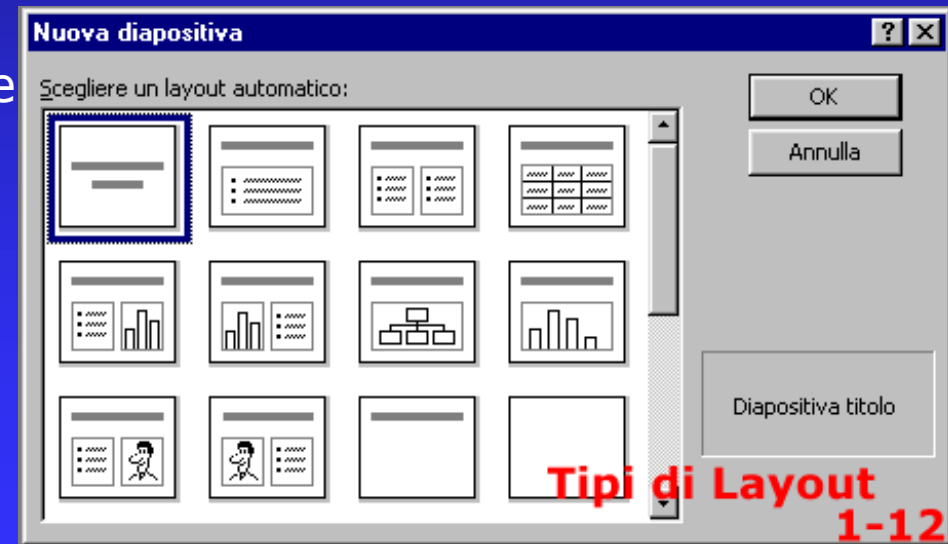 Nuova diapositiva
e
Scegliere un layout automatico:
OK
Annulla
Diapositiva titolo
Tipi di Layout
1-12